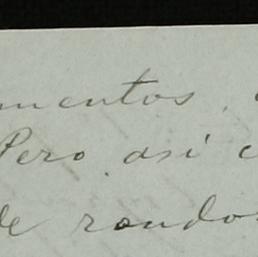 mentos.
Pero así c
de rondo